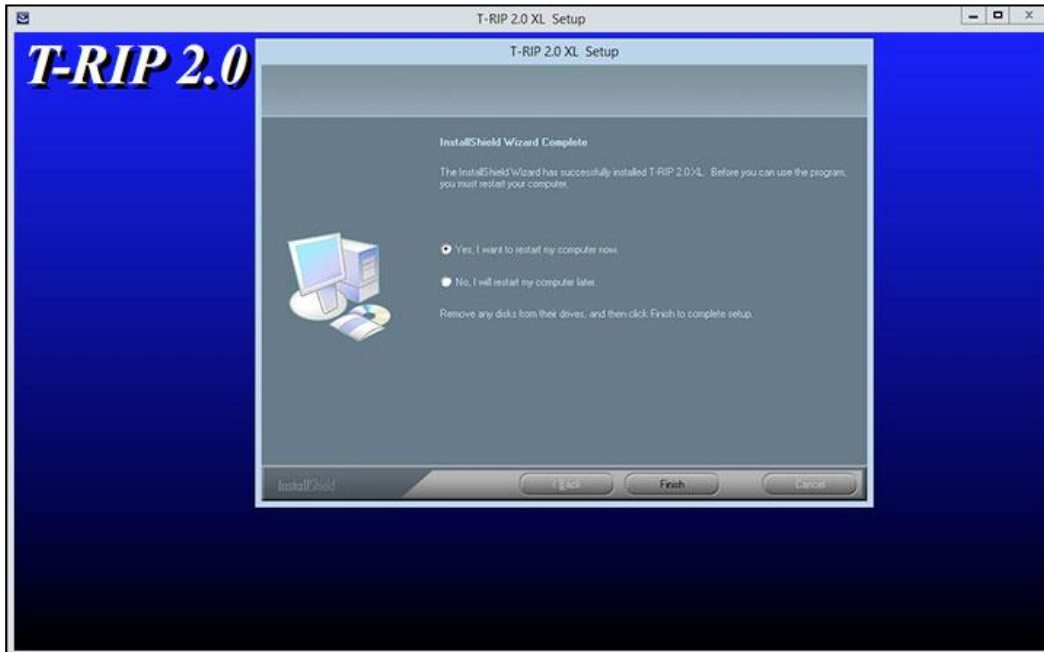 T-RIP 2.0 XL Setup
T-RIP 2.0
T-RIP 2.0 XL Setup
InstallShield Wizard Complete
The InstallShield Wizard has successfully installed T-RIP 2.0 XL. Before you can use the program,
you must restart your computer.
Yes, I want to restart my computer now.
No, I will restart my computer later.
Remove any disks from their drives, and then click Finish to complete setup.
InstallShield
< Back
Finish
Cancel